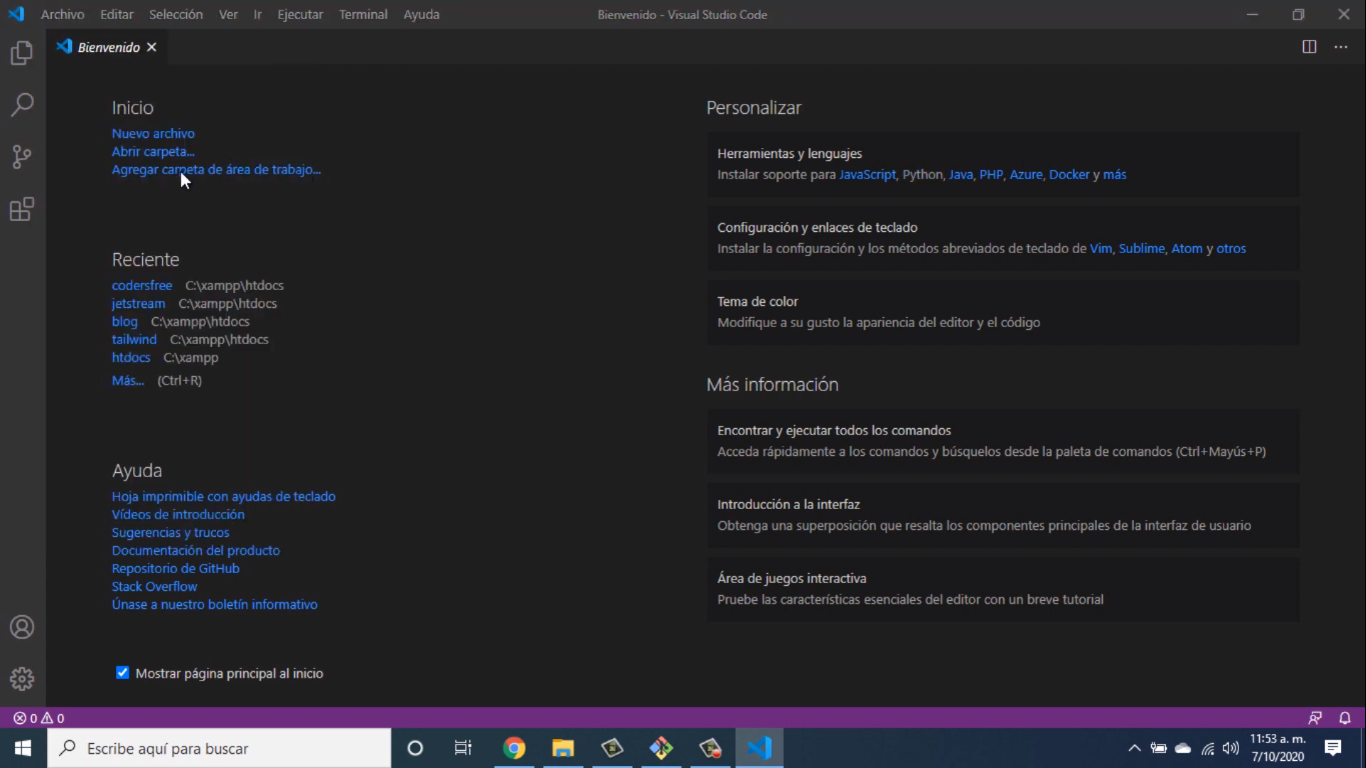 Archivo Editar Selección Ver Ir Ejecutar Terminal Ayuda Bienvenido - Visual Studio Code
Bienvenido
Inicio
Nuevo archivo
Abrir carpeta...
Agregar carpeta de área de trabajo...
Reciente
codersfree C:\xampp\htdocs
jetstream C:\xampp\htdocs
blog C:\xampp\htdocs
tailwind C:\xampp\htdocs
htdocs C:\xampp
Más... (Ctrl+R)
Ayuda
Hoja imprimible con ayudas de teclado
Vídeos de introducción
Sugerencias y trucos
Documentación del producto
Repositorio de GitHub
Stack Overflow
Únase a nuestro boletín informativo
Mostrar página principal al inicio
Personalizar
Herramientas y lenguajes
Instalar soporte para JavaScript, Python, Java, PHP, Azure, Docker y más
Configuración y enlaces de teclado
Instalar la configuración y los métodos abreviados de teclado de Vim, Sublime, Atom y otros
Tema de color
Modifique a su gusto la apariencia del editor y el código
Más información
Encontrar y ejecutar todos los comandos
Acceda rápidamente a los comandos y búsquelos desde la paleta de comandos (Ctrl+Mayús+P)
Introducción a la interfaz
Obtenga una superposición que resalta los componentes principales de la interfaz de usuario
Área de juegos interactiva
Pruebe las características esenciales del editor con un breve tutorial
0 0
Escribe aquí para buscar
11:53 a. m.
7/10/2020